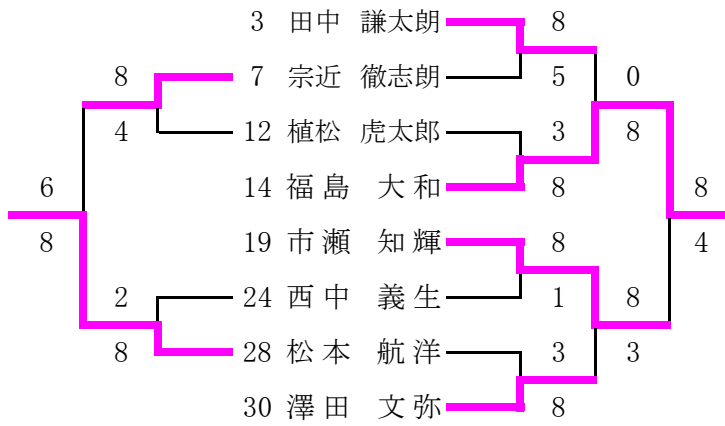 3 田中 謙太朗 8
8 7 宗近 徹志朗 5 0
4 12 植松 虎太郎 3 8
6 14 福島 大和 8 8
8 19 市瀬 知輝 8 4
2 24 西中 義生 1 8
8 28 松本 航洋 3 3
30 澤田 文弥 8